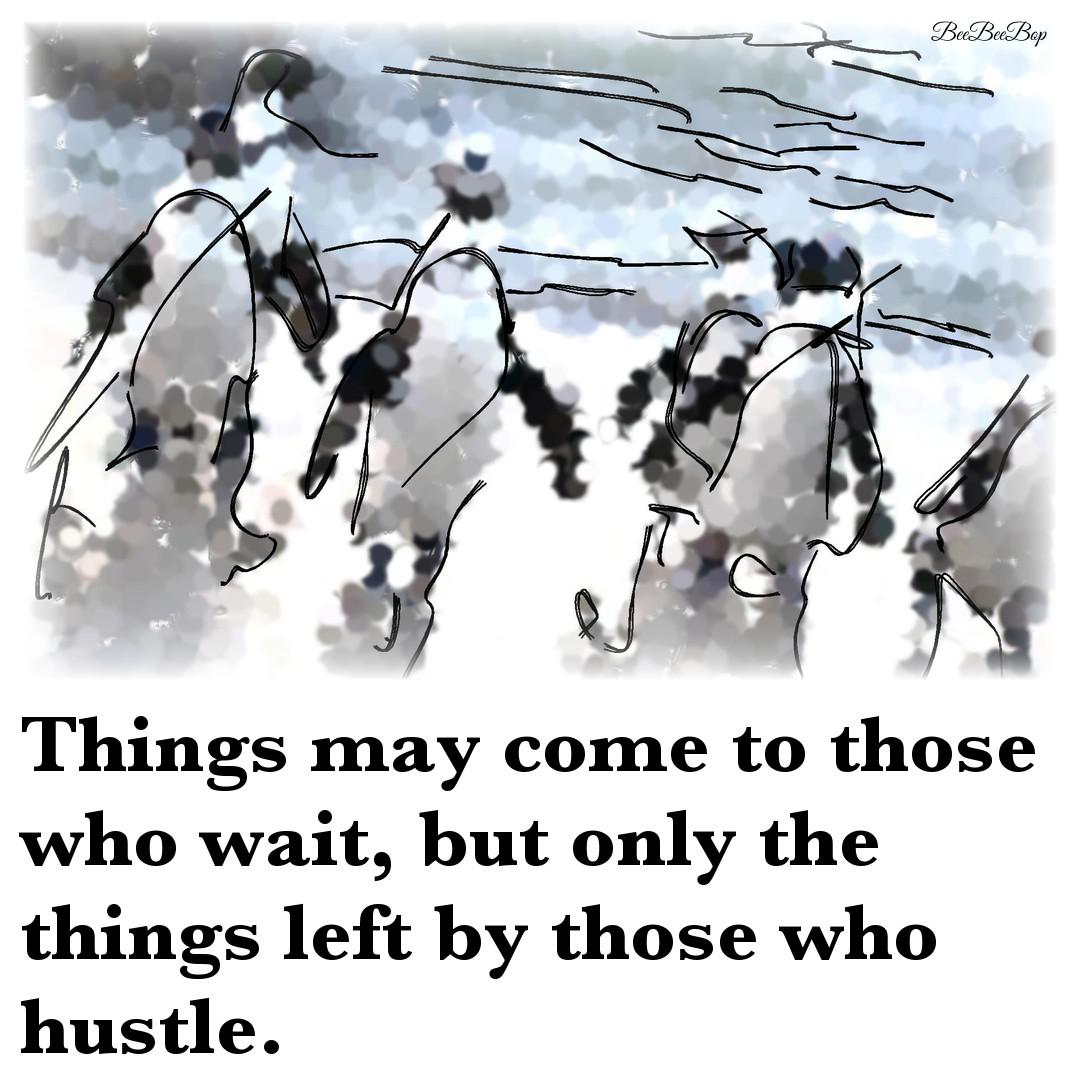 BeeBeeBop
Things may come to those
who wait, but only the
things left by those who
hustle.